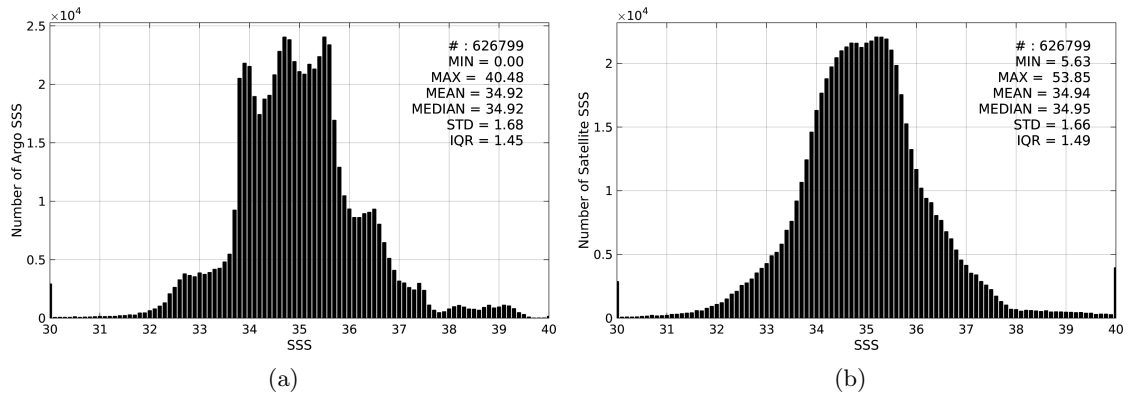 ×10⁴
2.5
2
1.5
1
0.5
0
30 31 32 33 34 35 36 37 38 39 40
SSS
Number of Argo SSS
# : 626799
MIN = 0.00
MAX = 40.48
MEAN = 34.92
MEDIAN = 34.92
STD = 1.68
IQR = 1.45
(a)
×10⁴
2
1.5
1
0.5
0
30 31 32 33 34 35 36 37 38 39 40
SSS
Number of Satellite SSS
# : 626799
MIN = 5.63
MAX = 53.85
MEAN = 34.94
MEDIAN = 34.95
STD = 1.66
IQR = 1.49
(b)